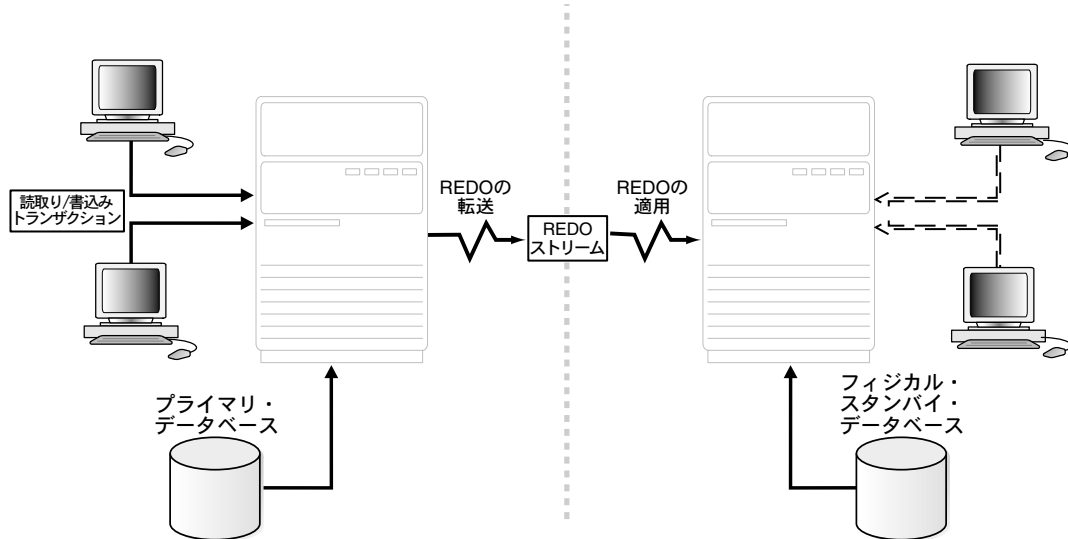 読取り/書込み
トランザクション
REDOの
転送
REDO
ストリーム
REDOの
適用
プライマリ・
データベース
フィジカル・
スタンバイ・
データベース